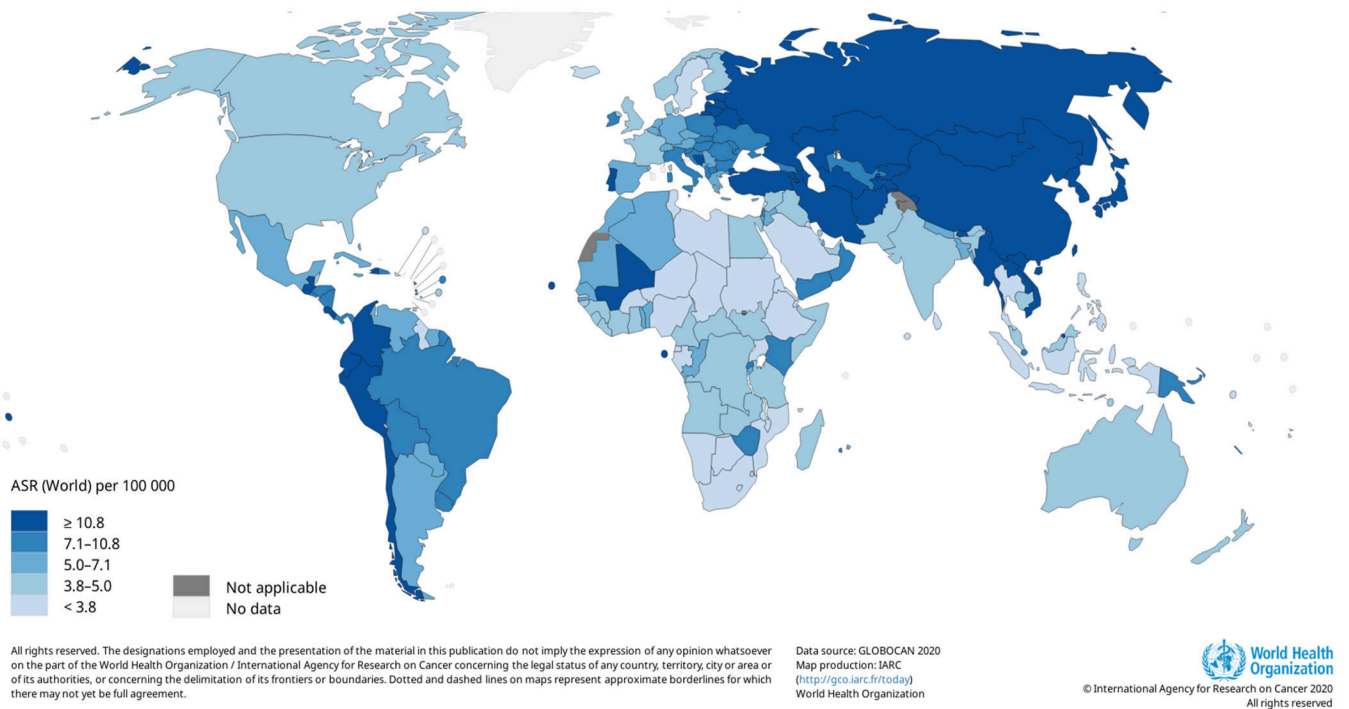 ASR (World) per 100 000
≥ 10.8
7.1–10.8
5.0–7.1
3.8–5.0
< 3.8
Not applicable
No data
All rights reserved. The designations employed and the presentation of the material in this publication do not imply the expression of any opinion whatsoever
on the part of the World Health Organization / International Agency for Research on Cancer concerning the legal status of any country, territory, city or area or
of its authorities, or concerning the delimitation of its frontiers or boundaries. Dotted and dashed lines on maps represent approximate borderlines for which
there may not yet be full agreement.
Data source: GLOBOCAN 2020
Map production: IARC
(http://gco.iarc.fr/today)
World Health Organization
World Health
Organization
© International Agency for Research on Cancer 2020
All rights reserved